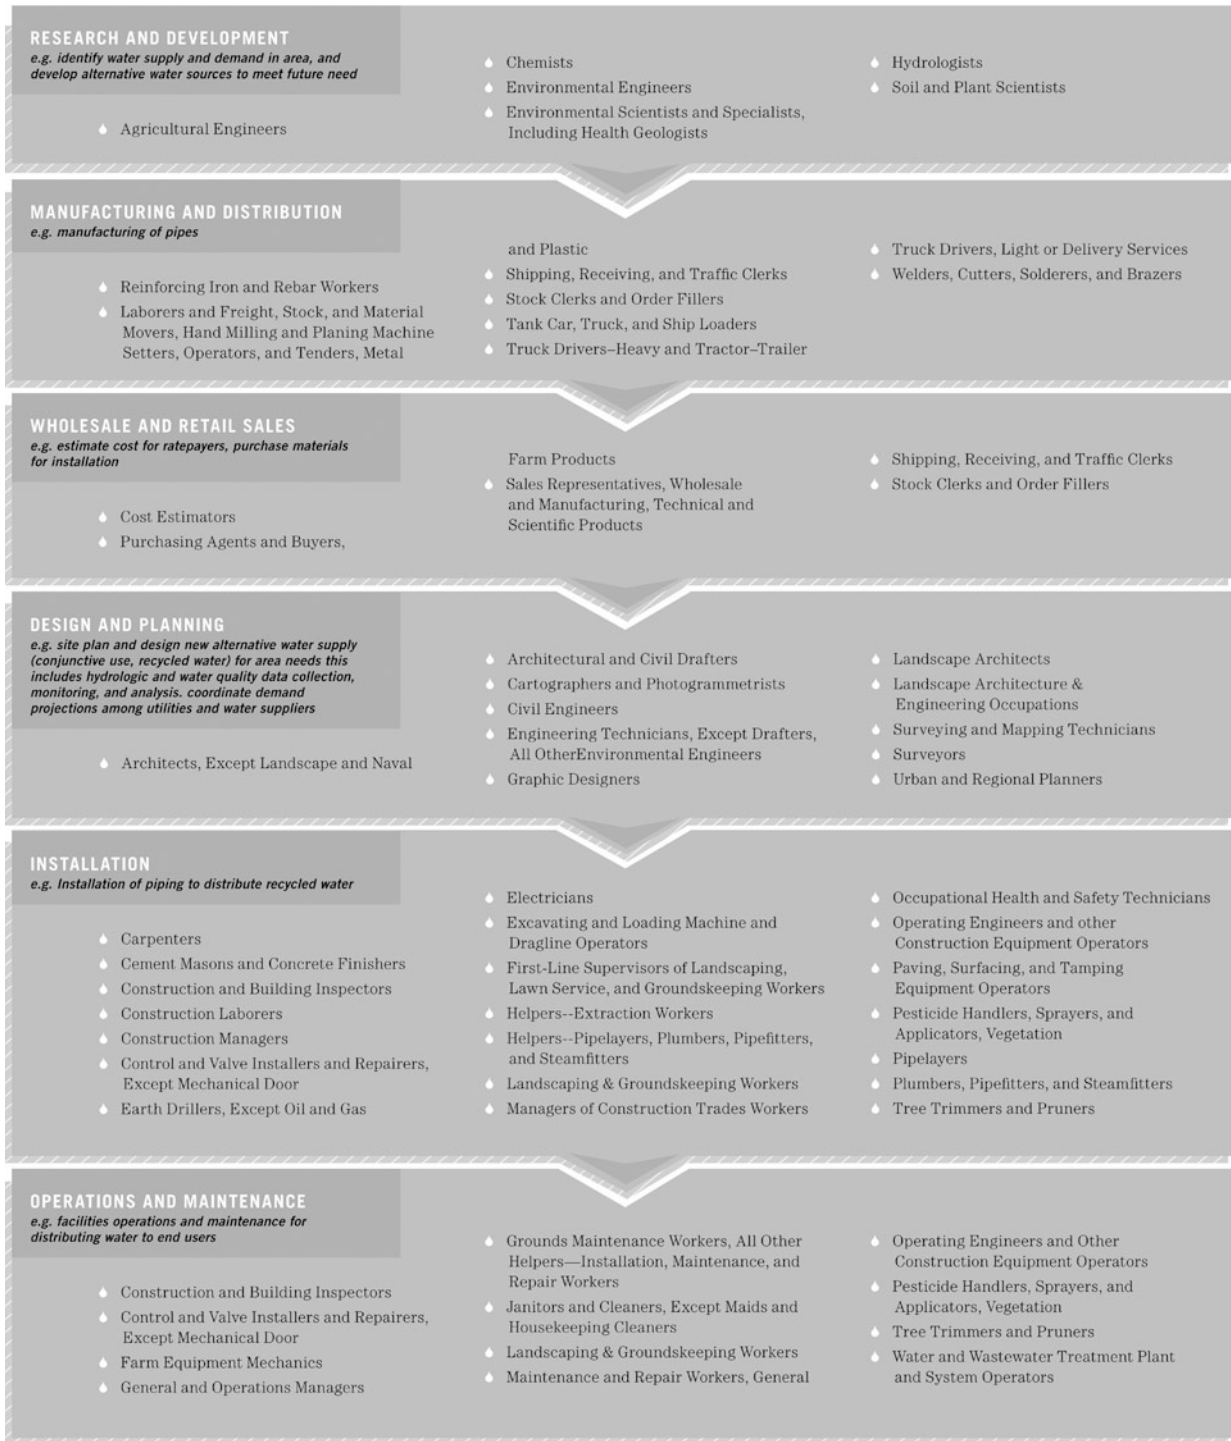 RESEARCH AND DEVELOPMENT
e.g. identify water supply and demand in area, and
develop alternative water sources to meet future need
Agricultural Engineers
Chemists
Environmental Engineers
Environmental Scientists and Specialists,
Including Health Geologists
Hydrologists
Soil and Plant Scientists
MANUFACTURING AND DISTRIBUTION
e.g. manufacturing of pipes
Reinforcing Iron and Rebar Workers
Laborers and Freight, Stock, and Material
Movers, Hand Milling and Planing Machine
Setters, Operators, and Tenders, Metal
and Plastic
Shipping, Receiving, and Traffic Clerks
Stock Clerks and Order Fillers
Tank Car, Truck, and Ship Loaders
Truck Drivers–Heavy and Tractor–Trailer
Truck Drivers, Light or Delivery Services
Welders, Cutters, Solderers, and Brazers
WHOLESALE AND RETAIL SALES
e.g. estimate cost for ratepayers, purchase materials
for installation
Cost Estimators
Purchasing Agents and Buyers,
Farm Products
Sales Representatives, Wholesale
and Manufacturing, Technical and
Scientific Products
Shipping, Receiving, and Traffic Clerks
Stock Clerks and Order Fillers
DESIGN AND PLANNING
e.g. site plan and design new alternative water supply
(conjunctive use, recycled water) for area needs this
includes hydrologic and water quality data collection,
monitoring, and analysis. coordinate demand
projections among utilities and water suppliers
Architects, Except Landscape and Naval
Architectural and Civil Drafters
Cartographers and Photogrammetrists
Civil Engineers
Engineering Technicians, Except Drafters,
All OtherEnvironmental Engineers
Graphic Designers
Landscape Architects
Landscape Architecture &
Engineering Occupations
Surveying and Mapping Technicians
Surveyors
Urban and Regional Planners
INSTALLATION
e.g. Installation of piping to distribute recycled water
Carpenters
Cement Masons and Concrete Finishers
Construction and Building Inspectors
Construction Laborers
Construction Managers
Control and Valve Installers and Repairers,
Except Mechanical Door
Earth Drillers, Except Oil and Gas
Electricians
Excavating and Loading Machine and
Dragline Operators
First-Line Supervisors of Landscaping,
Lawn Service, and Groundskeeping Workers
Helpers--Extraction Workers
Helpers--Pipelayers, Plumbers, Pipefitters,
and Steamfitters
Landscaping & Groundskeeping Workers
Managers of Construction Trades Workers
Occupational Health and Safety Technicians
Operating Engineers and other
Construction Equipment Operators
Paving, Surfacing, and Tamping
Equipment Operators
Pesticide Handlers, Sprayers, and
Applicators, Vegetation
Pipelayers
Plumbers, Pipefitters, and Steamfitters
Tree Trimmers and Pruners
OPERATIONS AND MAINTENANCE
e.g. facilities operations and maintenance for
distributing water to end users
Construction and Building Inspectors
Control and Valve Installers and Repairers,
Except Mechanical Door
Farm Equipment Mechanics
General and Operations Managers
Grounds Maintenance Workers, All Other
Helpers—Installation, Maintenance, and
Repair Workers
Janitors and Cleaners, Except Maids and
Housekeeping Cleaners
Landscaping & Groundskeeping Workers
Maintenance and Repair Workers, General
Operating Engineers and Other
Construction Equipment Operators
Pesticide Handlers, Sprayers, and
Applicators, Vegetation
Tree Trimmers and Pruners
Water and Wastewater Treatment Plant
and System Operators